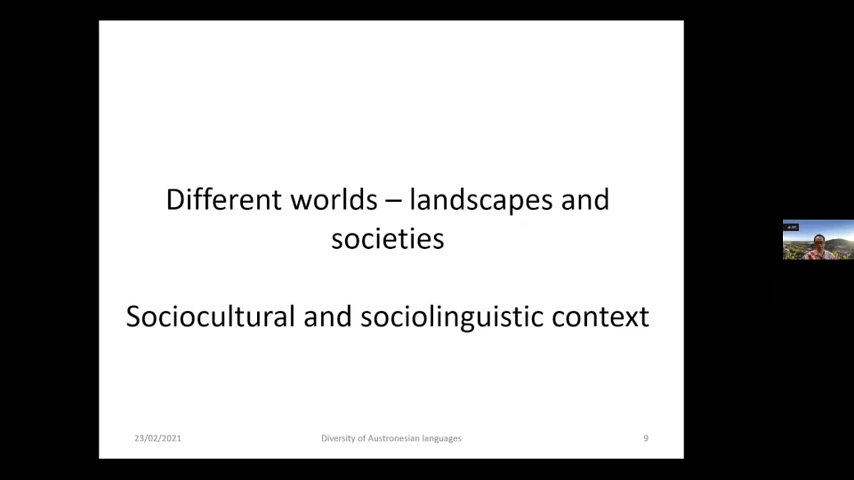 Different worlds – landscapes and
societies
Sociocultural and sociolinguistic context
23/02/2021 Diversity of Austronesian languages 9